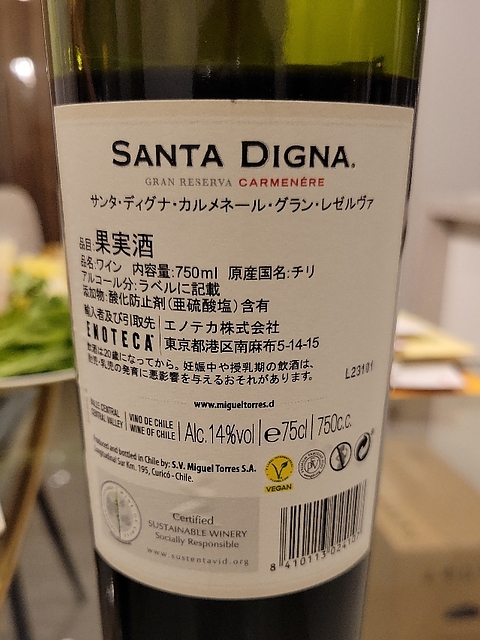 SANTA DIGNA®
GRAN RESERVA CARMENÉRE
サンタ・ディグナ・カルメネール・グラン・レゼルヴァ
品目:果実酒
品名:ワイン 内容量:750ml 原産国名:チリ
アルコール分:ラベルに記載
添加物:酸化防止剤(亜硫酸塩)含有
輸入者及び引取先 エノテカ株式会社
ENOTECA 東京都港区南麻布5-14-15
飲酒は20歳になってから。妊娠中や授乳期の飲酒は、
胎児・乳児の発育に悪影響を与えるおそれがあります。
L23101
www.migueltorres.cl
VALLE CENTRAL VINO DE CHILE
CENTRAL VALLEY WINE OF CHILE
Alc.14%vol e75cl 750c.c.
Produced and bottled in Chile by: S.V. Miguel Torres S.A.
Longitudinal Sur Km. 195, Curicó - Chile.
VEGAN
Certified
SUSTAINABLE WINERY
Socially Responsible
www.sustentavid.org